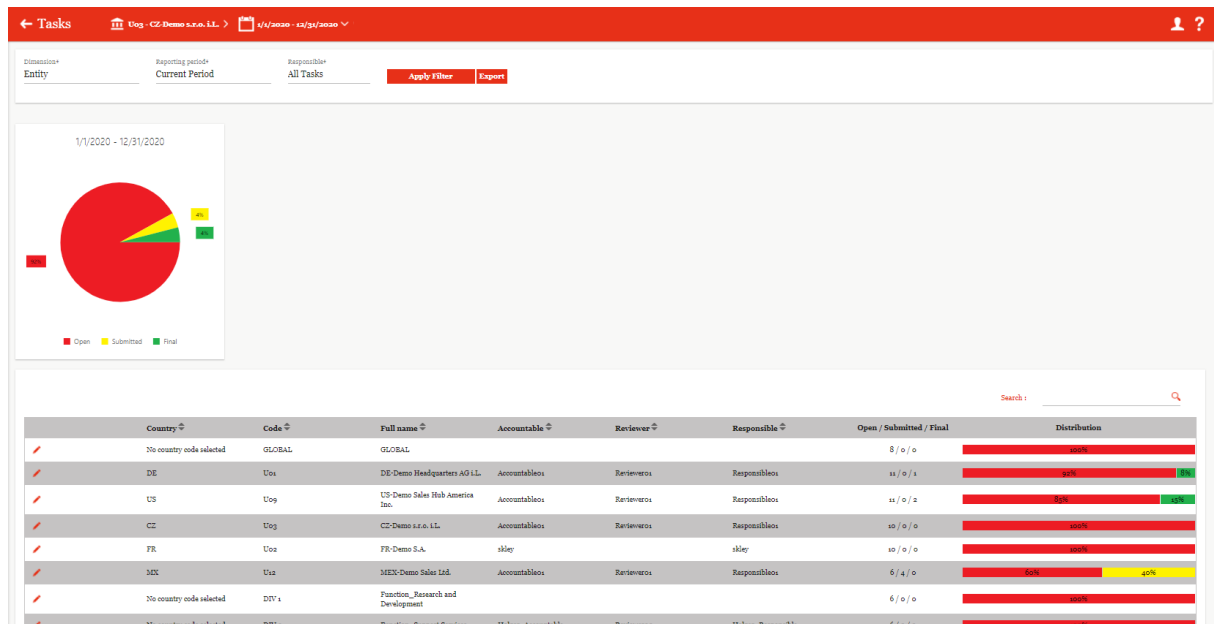 Tasks U03 - CZ-Demo s.r.o. i.L. 1/1/2020 - 12/31/2020 ?
Dimension* Reporting period* Responsible*
Entity Current Period All Tasks Apply Filter Export
1/1/2020 - 12/31/2020
4%
4%
92%
Open Submitted Final
Search :
Country Code Full name Accountable Reviewer Responsible Open / Submitted / Final Distribution
No country code selected GLOBAL GLOBAL 8 / 0 / 0 100%
DE U01 DE-Demo Headquarters AG i.L. Accountable01 Reviewer01 Responsible01 11 / 0 / 1 92% 8%
US U09 US-Demo Sales Hub America Inc. Accountable01 Reviewer01 Responsible01 11 / 0 / 2 85% 15%
CZ U03 CZ-Demo s.r.o. i.L. Accountable01 Reviewer01 Responsible01 10 / 0 / 0 100%
FR U02 FR-Demo S.A. skley skley 10 / 0 / 0 100%
MX U12 MEX-Demo Sales Ltd. Accountable01 Reviewer01 Responsible01 6 / 4 / 0 60% 40%
No country code selected DIV 1 Function_Research and Development 6 / 0 / 0 100%